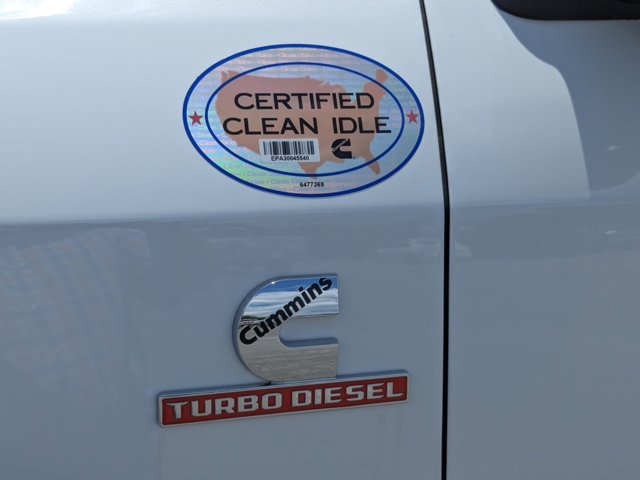 CERTIFIED
CLEAN IDLE
EPA30045540
6477369
Cummins
TURBO DIESEL